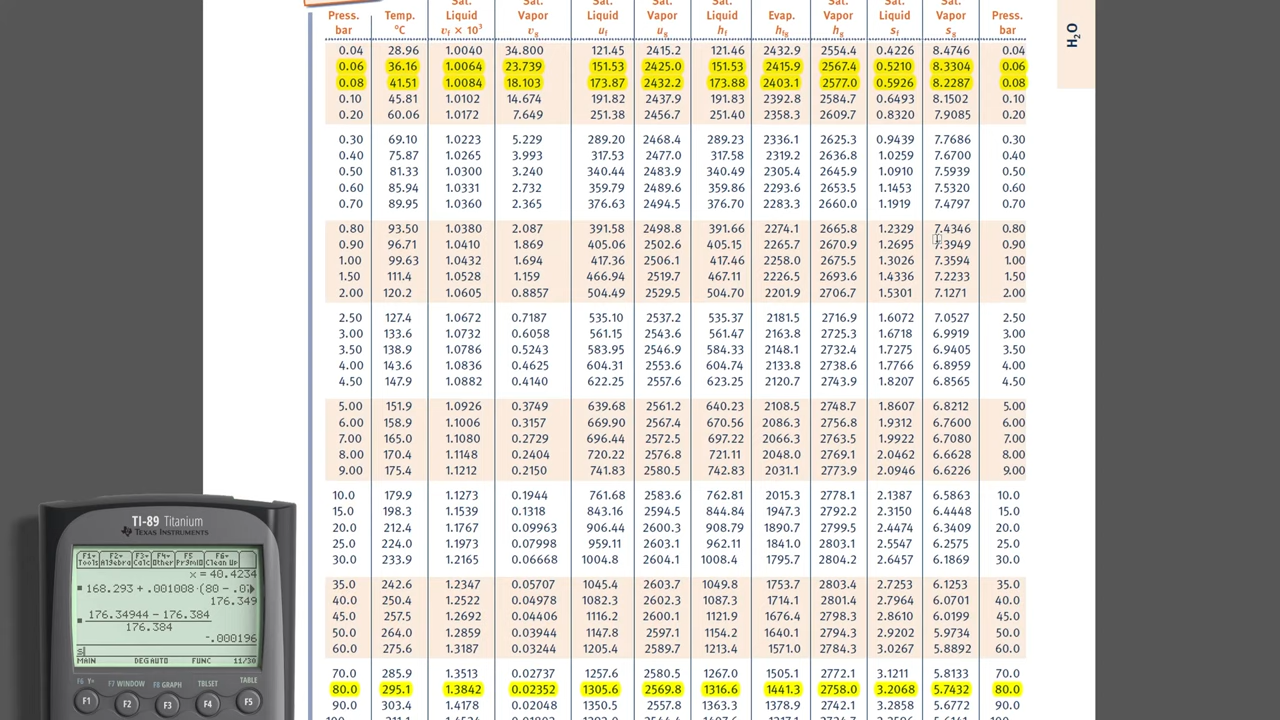 Sat. Sat. Sat. Sat. Sat. Sat. Sat. Sat.
Press. Temp. Liquid Vapor Liquid Vapor Liquid Evap. Vapor Liquid Vapor Press.
bar °C vf × 10³ vg uf ug hf hfg hg sf sg bar
H₂O
0.04 28.96 1.0040 34.800 121.45 2415.2 121.46 2432.9 2554.4 0.4226 8.4746 0.04
0.06 36.16 1.0064 23.739 151.53 2425.0 151.53 2415.9 2567.4 0.5210 8.3304 0.06
0.08 41.51 1.0084 18.103 173.87 2432.2 173.88 2403.1 2577.0 0.5926 8.2287 0.08
0.10 45.81 1.0102 14.674 191.82 2437.9 191.83 2392.8 2584.7 0.6493 8.1502 0.10
0.20 60.06 1.0172 7.649 251.38 2456.7 251.40 2358.3 2609.7 0.8320 7.9085 0.20
0.30 69.10 1.0223 5.229 289.20 2468.4 289.23 2336.1 2625.3 0.9439 7.7686 0.30
0.40 75.87 1.0265 3.993 317.53 2477.0 317.58 2319.2 2636.8 1.0259 7.6700 0.40
0.50 81.33 1.0300 3.240 340.44 2483.9 340.49 2305.4 2645.9 1.0910 7.5939 0.50
0.60 85.94 1.0331 2.732 359.79 2489.6 359.86 2293.6 2653.5 1.1453 7.5320 0.60
0.70 89.95 1.0360 2.365 376.63 2494.5 376.70 2283.3 2660.0 1.1919 7.4797 0.70
0.80 93.50 1.0380 2.087 391.58 2498.8 391.66 2274.1 2665.8 1.2329 7.4346 0.80
0.90 96.71 1.0410 1.869 405.06 2502.6 405.15 2265.7 2670.9 1.2695 7.3949 0.90
1.00 99.63 1.0432 1.694 417.36 2506.1 417.46 2258.0 2675.5 1.3026 7.3594 1.00
1.50 111.4 1.0528 1.159 466.94 2519.7 467.11 2226.5 2693.6 1.4336 7.2233 1.50
2.00 120.2 1.0605 0.8857 504.49 2529.5 504.70 2201.9 2706.7 1.5301 7.1271 2.00
2.50 127.4 1.0672 0.7187 535.10 2537.2 535.37 2181.5 2716.9 1.6072 7.0527 2.50
3.00 133.6 1.0732 0.6058 561.15 2543.6 561.47 2163.8 2725.3 1.6718 6.9919 3.00
3.50 138.9 1.0786 0.5243 583.95 2546.9 584.33 2148.1 2732.4 1.7275 6.9405 3.50
4.00 143.6 1.0836 0.4625 604.31 2553.6 604.74 2133.8 2738.6 1.7766 6.8959 4.00
4.50 147.9 1.0882 0.4140 622.25 2557.6 623.25 2120.7 2743.9 1.8207 6.8565 4.50
5.00 151.9 1.0926 0.3749 639.68 2561.2 640.23 2108.5 2748.7 1.8607 6.8212 5.00
6.00 158.9 1.1006 0.3157 669.90 2567.4 670.56 2086.3 2756.8 1.9312 6.7600 6.00
7.00 165.0 1.1080 0.2729 696.44 2572.5 697.22 2066.3 2763.5 1.9922 6.7080 7.00
8.00 170.4 1.1148 0.2404 720.22 2576.8 721.11 2048.0 2769.1 2.0462 6.6628 8.00
9.00 175.4 1.1212 0.2150 741.83 2580.5 742.83 2031.1 2773.9 2.0946 6.6226 9.00
10.0 179.9 1.1273 0.1944 761.68 2583.6 762.81 2015.3 2778.1 2.1387 6.5863 10.0
15.0 198.3 1.1539 0.1318 843.16 2594.5 844.84 1947.3 2792.2 2.3150 6.4448 15.0
20.0 212.4 1.1767 0.09963 906.44 2600.3 908.79 1890.7 2799.5 2.4474 6.3409 20.0
25.0 224.0 1.1973 0.07998 959.11 2603.1 962.11 1841.0 2803.1 2.5547 6.2575 25.0
30.0 233.9 1.2165 0.06668 1004.8 2604.1 1008.4 1795.7 2804.2 2.6457 6.1869 30.0
35.0 242.6 1.2347 0.05707 1045.4 2603.7 1049.8 1753.7 2803.4 2.7253 6.1253 35.0
40.0 250.4 1.2522 0.04978 1082.3 2602.3 1087.3 1714.1 2801.4 2.7964 6.0701 40.0
45.0 257.5 1.2692 0.04406 1116.2 2600.1 1121.9 1676.4 2798.3 2.8610 6.0199 45.0
50.0 264.0 1.2859 0.03944 1147.8 2597.1 1154.2 1640.1 2794.3 2.9202 5.9734 50.0
60.0 275.6 1.3187 0.03244 1205.4 2589.7 1213.4 1571.0 2784.3 3.0267 5.8892 60.0
70.0 285.9 1.3513 0.02737 1257.6 2580.5 1267.0 1505.1 2772.1 3.1211 5.8133 70.0
80.0 295.1 1.3842 0.02352 1305.6 2569.8 1316.6 1441.3 2758.0 3.2068 5.7432 80.0
90.0 303.4 1.4178 0.02048 1350.5 2557.8 1363.3 1378.9 2742.1 3.2858 5.6772 90.0
TI-89 Titanium
TEXAS INSTRUMENTS
F1 F2 F3 F4 F5 F6
Tools Algebra Calc Other PrgmIO Clean Up
x = 40.4234
168.293 + .001008·(80 - .0
176.349
176.34944 - 176.384
176.384
-.000196
MAIN DEG AUTO FUNC 11/30
F6 Y= F7 WINDOW F8 GRAPH TBLSET TABLE
F1 F2 F3 F4 F5